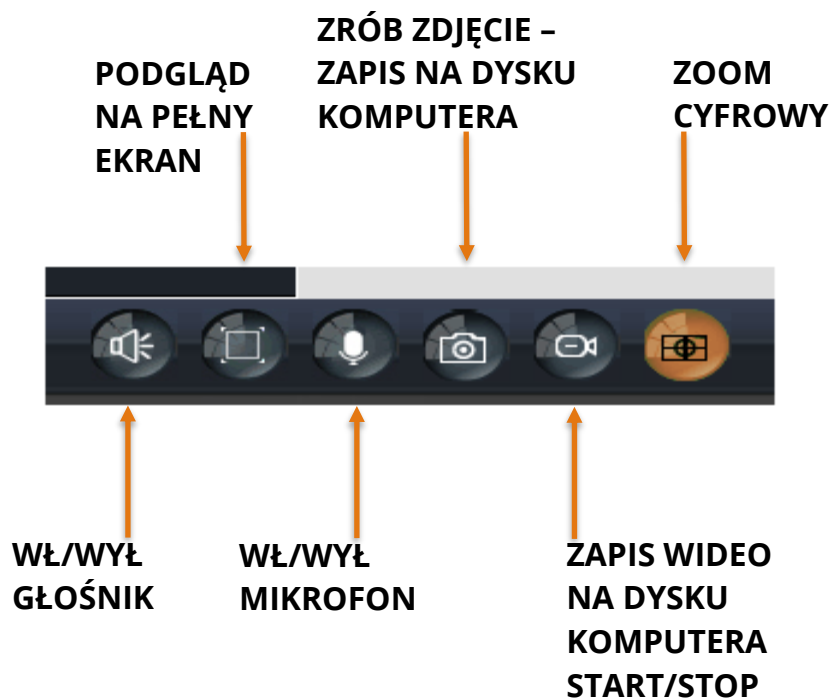 PODGLĄD
NA PEŁNY
EKRAN
ZRÓB ZDJĘCIE –
ZAPIS NA DYSKU
KOMPUTERA
ZOOM
CYFROWY
WŁ/WYŁ
GŁOŚNIK
WŁ/WYŁ
MIKROFON
ZAPIS WIDEO
NA DYSKU
KOMPUTERA
START/STOP